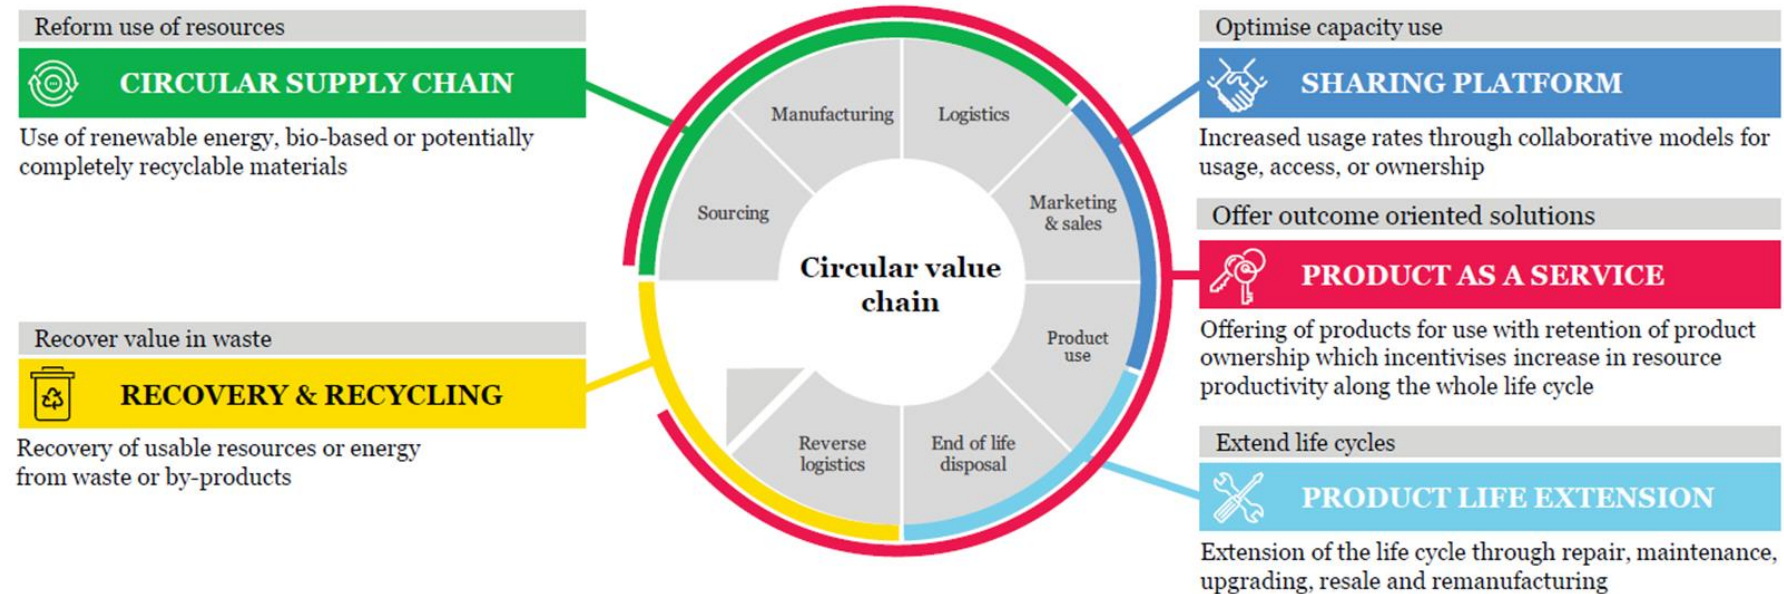 Reform use of resources
CIRCULAR SUPPLY CHAIN
Use of renewable energy, bio-based or potentially
completely recyclable materials
Recover value in waste
RECOVERY & RECYCLING
Recovery of usable resources or energy
from waste or by-products
Manufacturing
Logistics
Sourcing
Marketing
& sales
Circular value
chain
Product
use
Reverse
logistics
End of life
disposal
Optimise capacity use
SHARING PLATFORM
Increased usage rates through collaborative models for
usage, access, or ownership
Offer outcome oriented solutions
PRODUCT AS A SERVICE
Offering of products for use with retention of product
ownership which incentivises increase in resource
productivity along the whole life cycle
Extend life cycles
PRODUCT LIFE EXTENSION
Extension of the life cycle through repair, maintenance,
upgrading, resale and remanufacturing